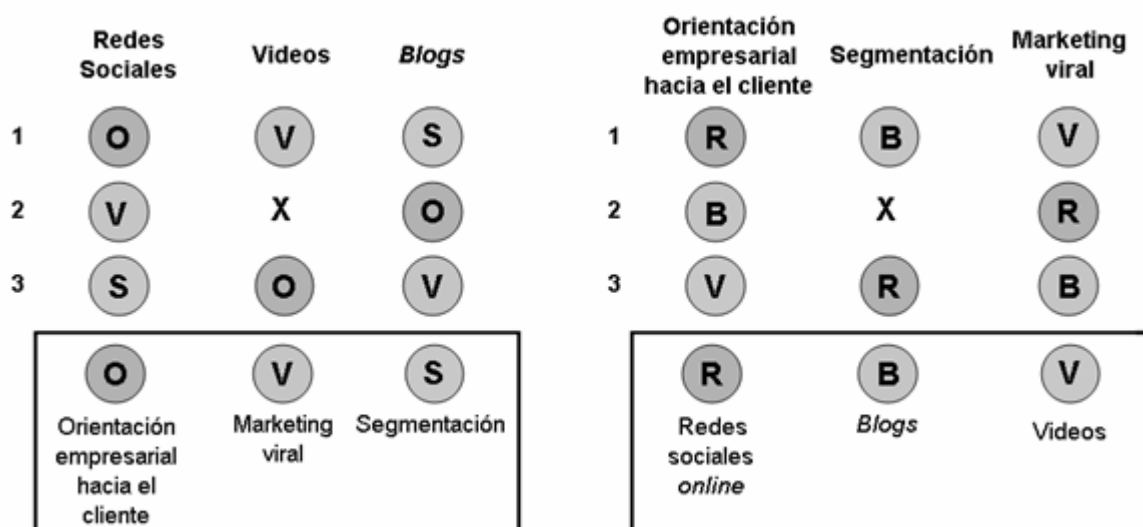 Redes
Sociales
Videos
Blogs
1 O V S
2 V X O
3 S O V
O V S
Orientación
empresarial
hacia el
cliente
Marketing
viral
Segmentación
Orientación
empresarial
hacia el cliente
Segmentación
Marketing
viral
1 R B V
2 B X R
3 V R B
R B V
Redes
sociales
online
Blogs
Videos